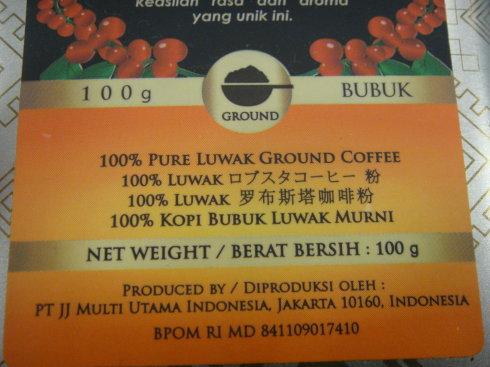 keaslian rasa dan aroma
yang unik ini.
100g
GROUND
BUBUK
100% PURE LUWAK GROUND COFFEE
100% LUWAK ロブスタコーヒー 粉
100% LUWAK 罗布斯塔咖啡粉
100% KOPI BUBUK LUWAK MURNI
NET WEIGHT / BERAT BERSIH : 100 g
PRODUCED BY / DIPRODUKSI OLEH :
PT JJ MULTI UTAMA INDONESIA, JAKARTA 10160, INDONESIA
BPOM RI MD 841109017410